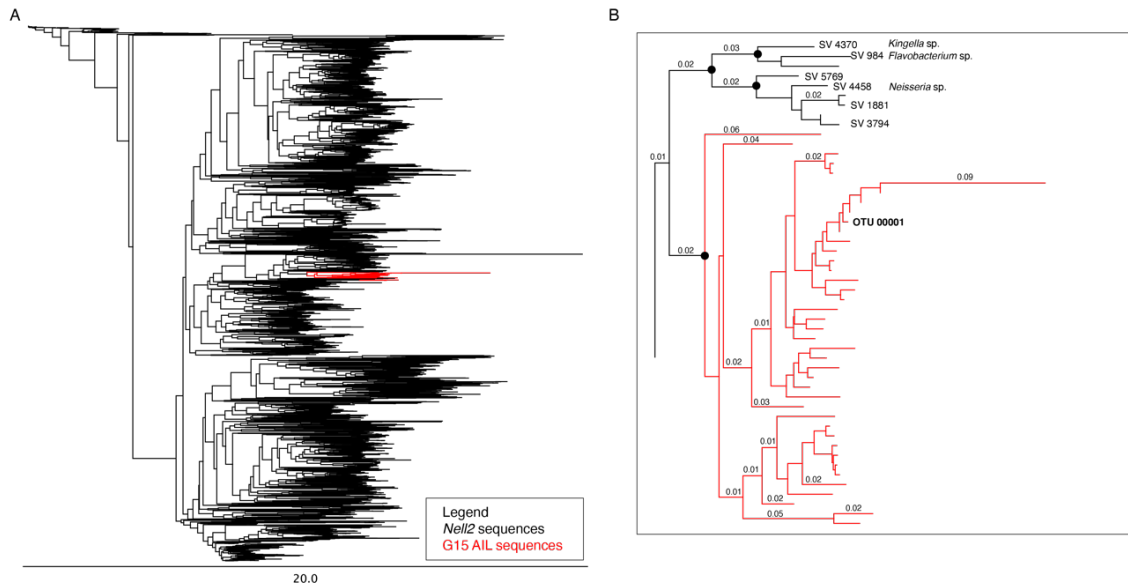 A
Legend
Nell2 sequences
G15 AIL sequences
20.0
B
0.03
SV 4370 Kingella sp.
SV 984 Flavobacterium sp.
0.02
0.02
SV 5769
SV 4458 Neisseria sp.
0.02
SV 1881
SV 3794
0.06
0.04
0.01
0.02
0.09
OTU 00001
0.02
0.01
0.02
0.03
0.01
0.01
0.02
0.01
0.02
0.05
0.02